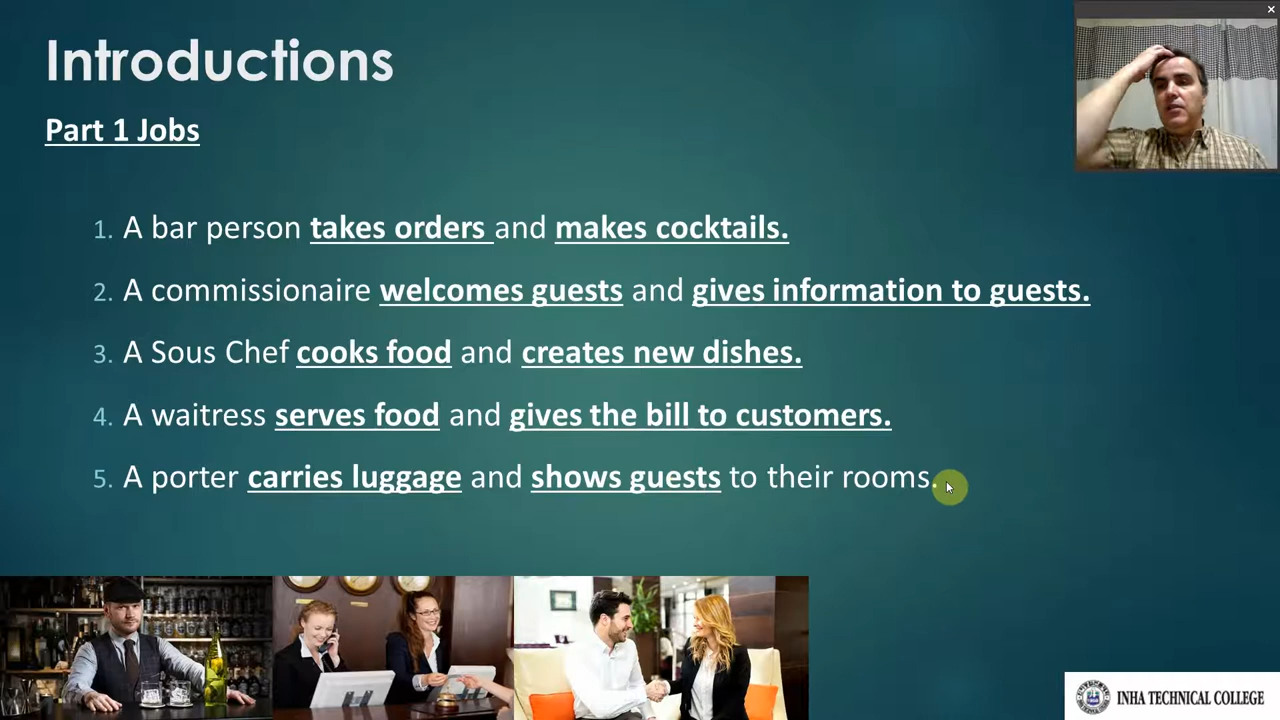 Introductions
Part 1 Jobs
1. A bar person takes orders and makes cocktails.
2. A commissionaire welcomes guests and gives information to guests.
3. A Sous Chef cooks food and creates new dishes.
4. A waitress serves food and gives the bill to customers.
5. A porter carries luggage and shows guests to their rooms.
INHA TECHNICAL COLLEGE